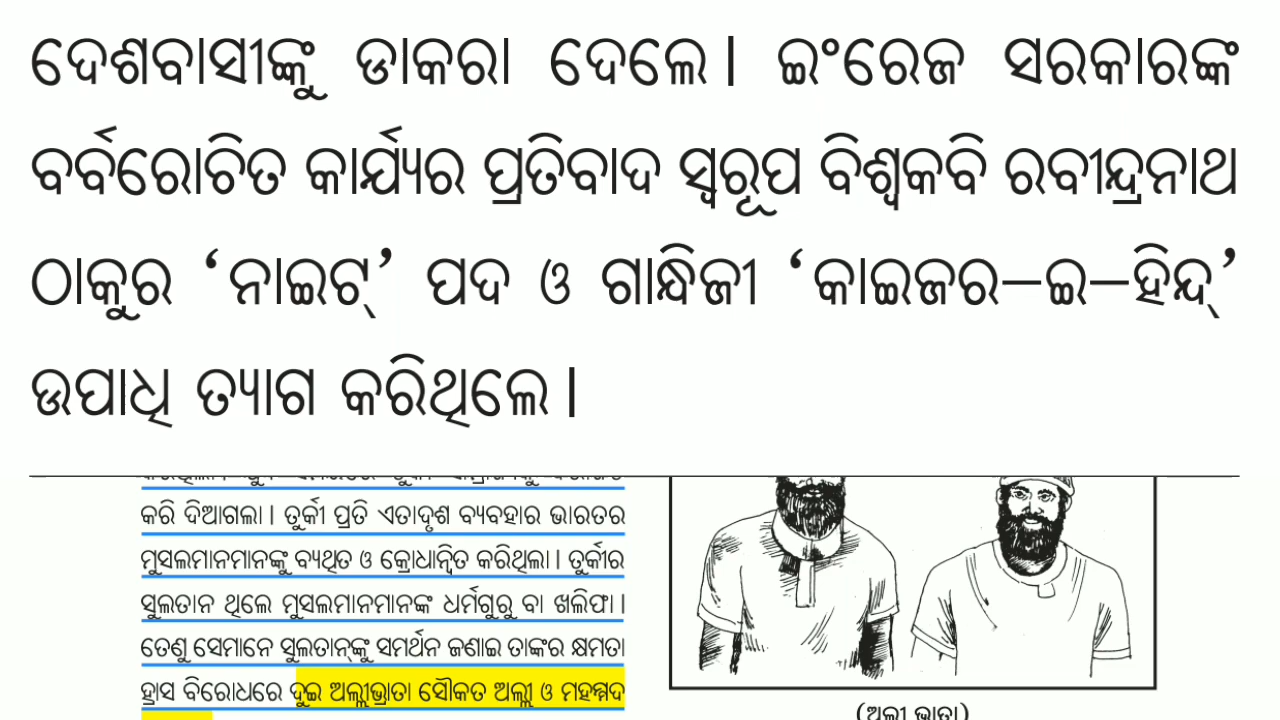 ଦେଶବାସୀଙ୍କୁ ଡାକରା ଦେଲେ। ଇଂରେଜ ସରକାରଙ୍କ
ବର୍ବରୋଚିତ କାର୍ଯ୍ୟର ପ୍ରତିବାଦ ସ୍ୱରୂପ ବିଶ୍ୱକବି ରବୀନ୍ଦ୍ରନାଥ
ଠାକୁର ‘ନାଇଟ୍’ ପଦ ଓ ଗାନ୍ଧିଜୀ ‘କାଇଜର–ଇ–ହିନ୍ଦ୍’
ଉପାଧି ତ୍ୟାଗ କରିଥିଲେ।
କରି ଦିଆଗଲା। ତୁର୍କୀ ପ୍ରତି ଏତାଦୃଶ ବ୍ୟବହାର ଭାରତର
ମୁସଲମାନମାନଙ୍କୁ ବ୍ୟଥିତ ଓ କ୍ରୋଧାନ୍ୱିତ କରିଥିଲା। ତୁର୍କୀର
ସୁଲତାନ ଥିଲେ ମୁସଲମାନମାନଙ୍କ ଧର୍ମଗୁରୁ ବା ଖଲିଫା।
ତେଣୁ ସେମାନେ ସୁଲତାନ୍‌ଙ୍କୁ ସମର୍ଥନ ଜଣାଇ ତାଙ୍କର କ୍ଷମତା
ହ୍ରାସ ବିରୋଧରେ ଦୁଇ ଅଲ୍ଲୀଭ୍ରାତା ସୌକତ ଅଲ୍ଲୀ ଓ ମହମ୍ମଦ
(ଅଲୀ ଭ୍ରାତା)